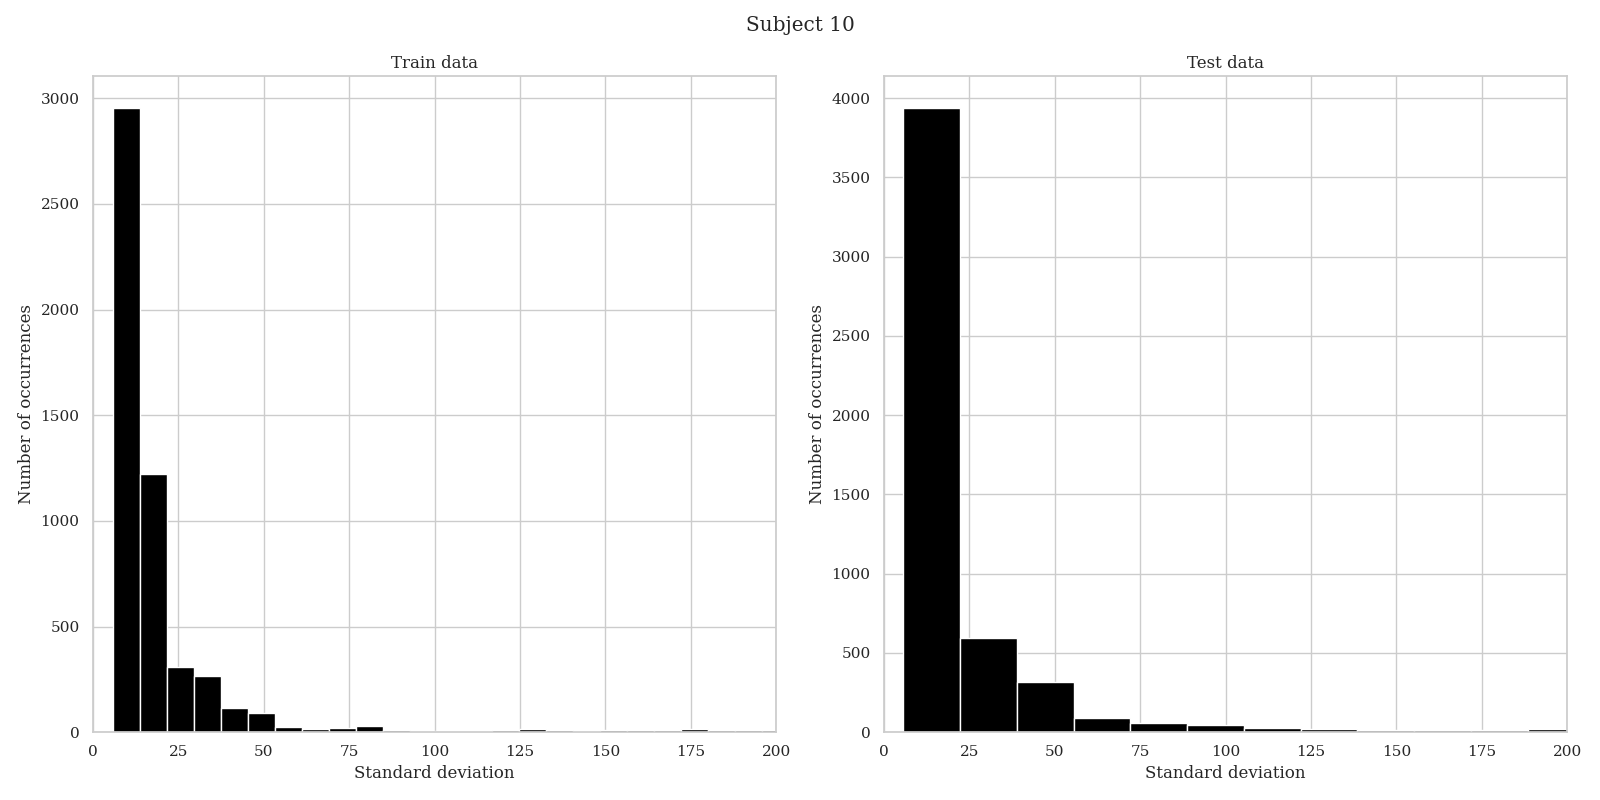 Subject 10
Train data
3000
2500
2000
1500
1000
500
0
Number of occurrences
0 25 50 75 100 125 150 175 200
Standard deviation
Test data
4000
3500
3000
2500
2000
1500
1000
500
0
Number of occurrences
0 25 50 75 100 125 150 175 200
Standard deviation